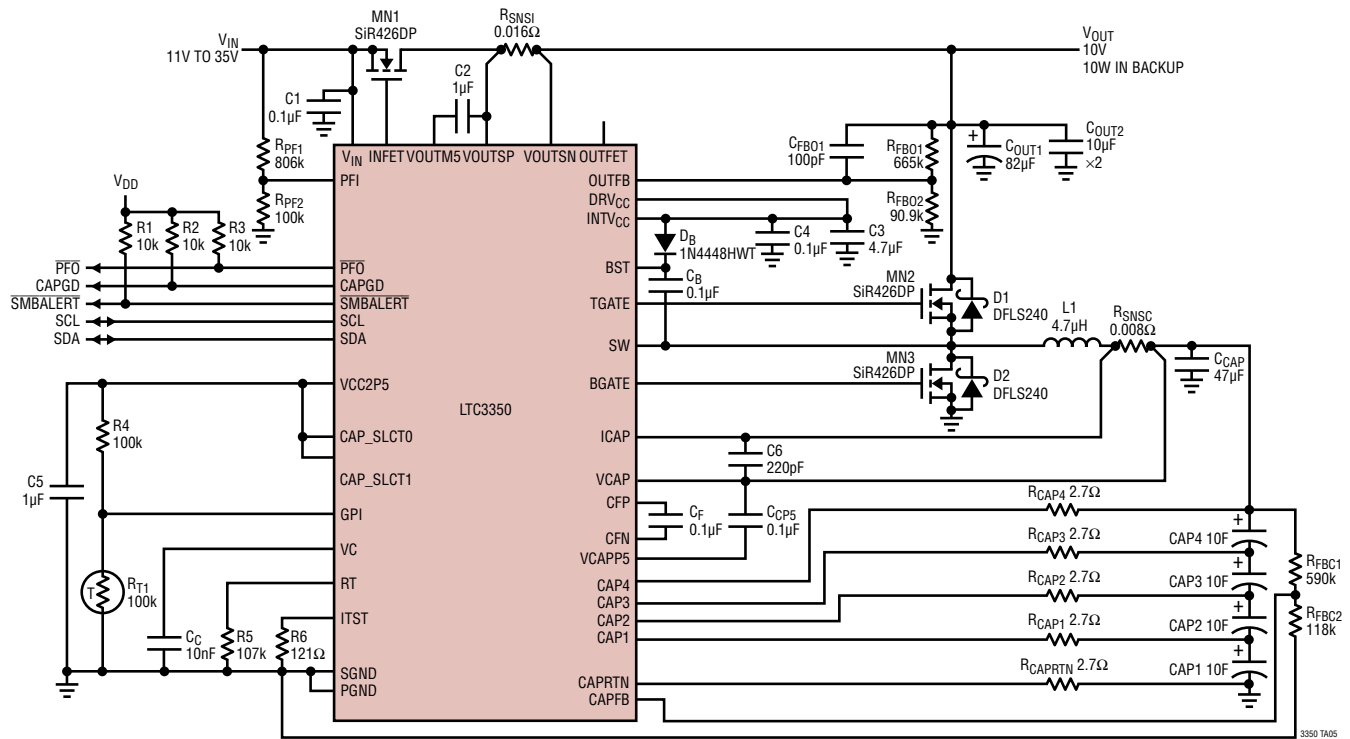 MN1
SiR426DP
RSNSI
0.016Ω
VIN
11V TO 35V
VOUT
10V
10W IN BACKUP
C1
0.1µF
C2
1µF
RPF1
806k
RPF2
100k
VDD
R1
10k
R2
10k
R3
10k
VIN INFET VOUTM5 VOUTSP VOUTSN OUTFET
PFI
PFO
CAPGD
SMBALERT
SCL
SDA
PFO
CAPGD
SMBALERT
SCL
SDA
VCC2P5
CAP_SLCT0
CAP_SLCT1
GPI
VC
RT
ITST
SGND
PGND
LTC3350
OUTFB
DRVCC
INTVCC
BST
TGATE
SW
BGATE
ICAP
VCAP
CFP
CFN
VCAPP5
CAP4
CAP3
CAP2
CAP1
CAPRTN
CAPFB
R4
100k
C5
1µF
T
RT1
100k
CC
10nF
R5
107k
R6
121Ω
CFBO1
100pF
RFBO1
665k
RFBO2
90.9k
+
COUT1
82µF
COUT2
10µF
×2
DB
1N4448HWT
C4
0.1µF
C3
4.7µF
CB
0.1µF
MN2
SiR426DP
D1
DFLS240
MN3
SiR426DP
D2
DFLS240
L1
4.7µH
RSNSC
0.008Ω
CCAP
47µF
C6
220pF
CF
0.1µF
CCP5
0.1µF
RCAP4 2.7Ω
RCAP3 2.7Ω
RCAP2 2.7Ω
RCAP1 2.7Ω
RCAPRTN 2.7Ω
+
CAP4 10F
+
CAP3 10F
+
CAP2 10F
+
CAP1 10F
RFBC1
590k
RFBC2
118k
3350 TA05